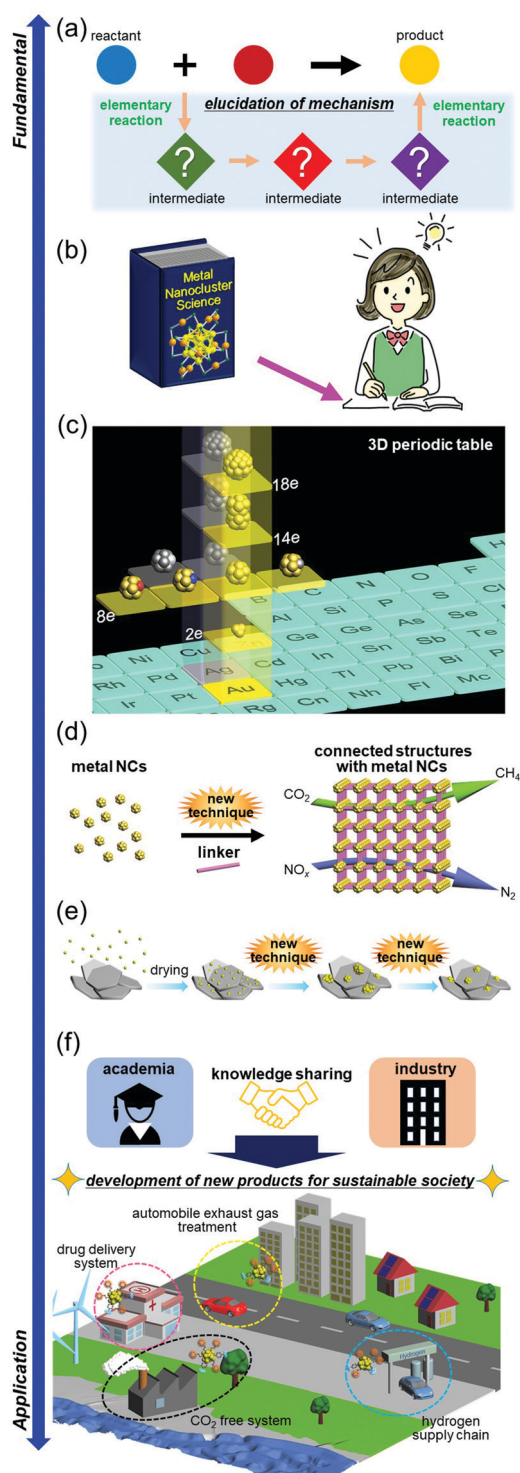 Fundamental
(a)
reactant
product
+
elementary
reaction
elucidation of mechanism
elementary
reaction
?
?
?
intermediate
intermediate
intermediate
(b)
Metal
Nanocluster
Science
(c)
3D periodic table
18e
14e
8e
2e
H
B
C
N
O
F
Al
Si
P
S
Ni
Cu
Zn
Ga
Ge
As
Se
Rh
Pd
Ag
Cd
In
Sn
Sb
Te
Ir
Pt
Au
Hg
Tl
Pb
Bi
Rg
Cn
Nh
Fl
Mc
(d)
metal NCs
new
technique
linker
connected structures
with metal NCs
CO2
CH4
NOx
N2
(e)
drying
new
technique
new
technique
(f)
academia
knowledge sharing
industry
development of new products for sustainable society
automobile exhaust gas
treatment
drug delivery
system
Hydrogen
CO2 free system
hydrogen
supply chain
Application